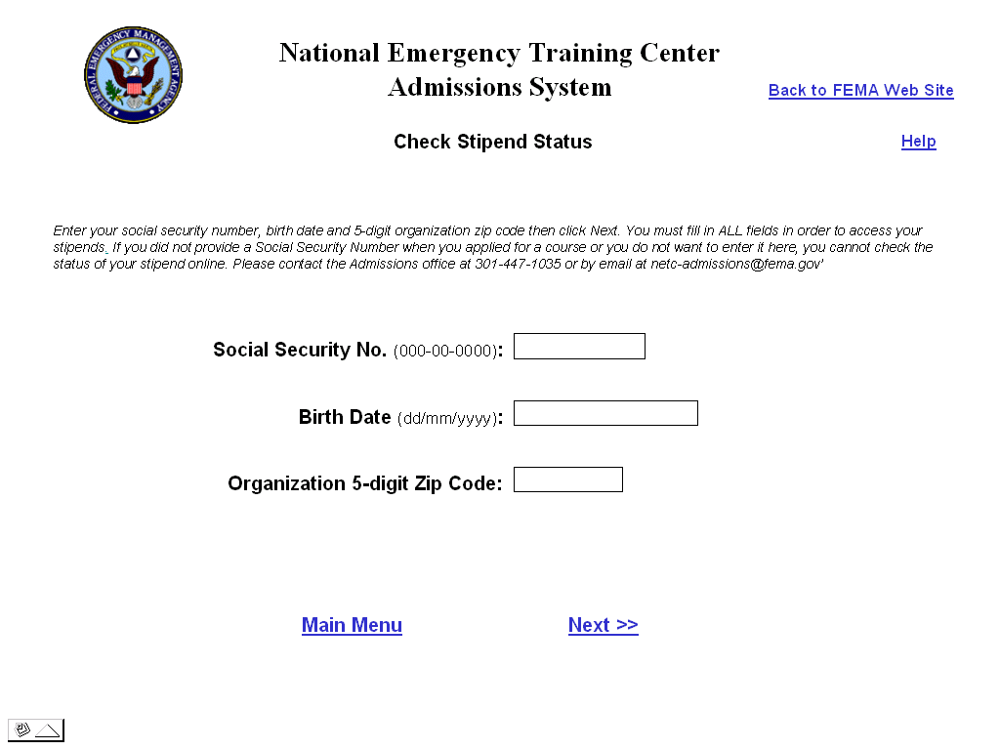 FEDERAL EMERGENCY MANAGEMENT AGENCY
National Emergency Training Center
Admissions System
Back to FEMA Web Site
Check Stipend Status
Help
Enter your social security number, birth date and 5-digit organization zip code then click Next. You must fill in ALL fields in order to access your
stipends. If you did not provide a Social Security Number when you applied for a course or you do not want to enter it here, you cannot check the
status of your stipend online. Please contact the Admissions office at 301-447-1035 or by email at netc-admissions@fema.gov'
Social Security No. (000-00-0000):
Birth Date (dd/mm/yyyy):
Organization 5-digit Zip Code:
Main Menu
Next >>